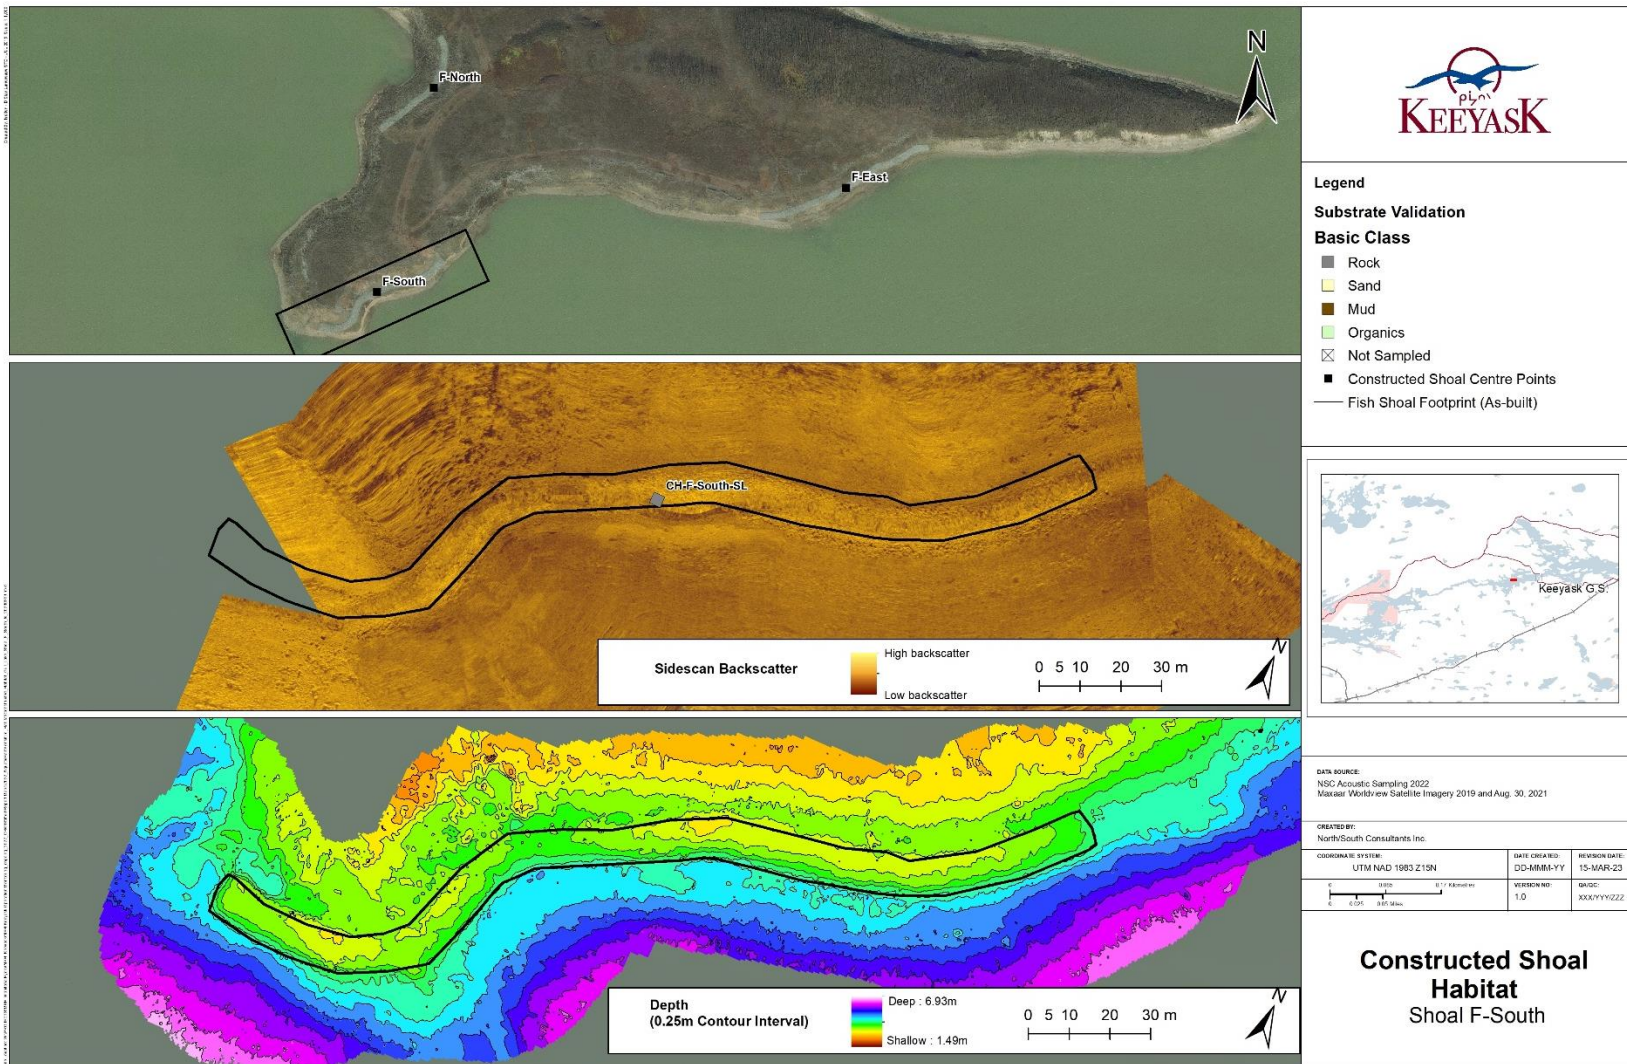 F-North
F-East
F-South
N
CH-F-South-SL
Sidescan Backscatter
High backscatter
Low backscatter
0 5 10 20 30 m
N
Depth
(0.25m Contour Interval)
Deep : 6.93m
Shallow : 1.49m
0 5 10 20 30 m
N
KEEYASK
Legend
Substrate Validation
Basic Class
Rock
Sand
Mud
Organics
Not Sampled
Constructed Shoal Centre Points
Fish Shoal Footprint (As-built)
Keeyask G.S.
DATA SOURCE:
NSC Acoustic Sampling 2022
Maxaar Worldview Satellite Imagery 2019 and Aug. 30, 2021
CREATED BY:
North/South Consultants Inc.
COORDINATE SYSTEM:
UTM NAD 1983 Z15N
DATE CREATED:
DD-MMM-YY
REVISION DATE:
15-MAR-23
VERSION NO:
1.0
QA/QC:
XXX/YYY/ZZZ
Constructed Shoal
Habitat
Shoal F-South